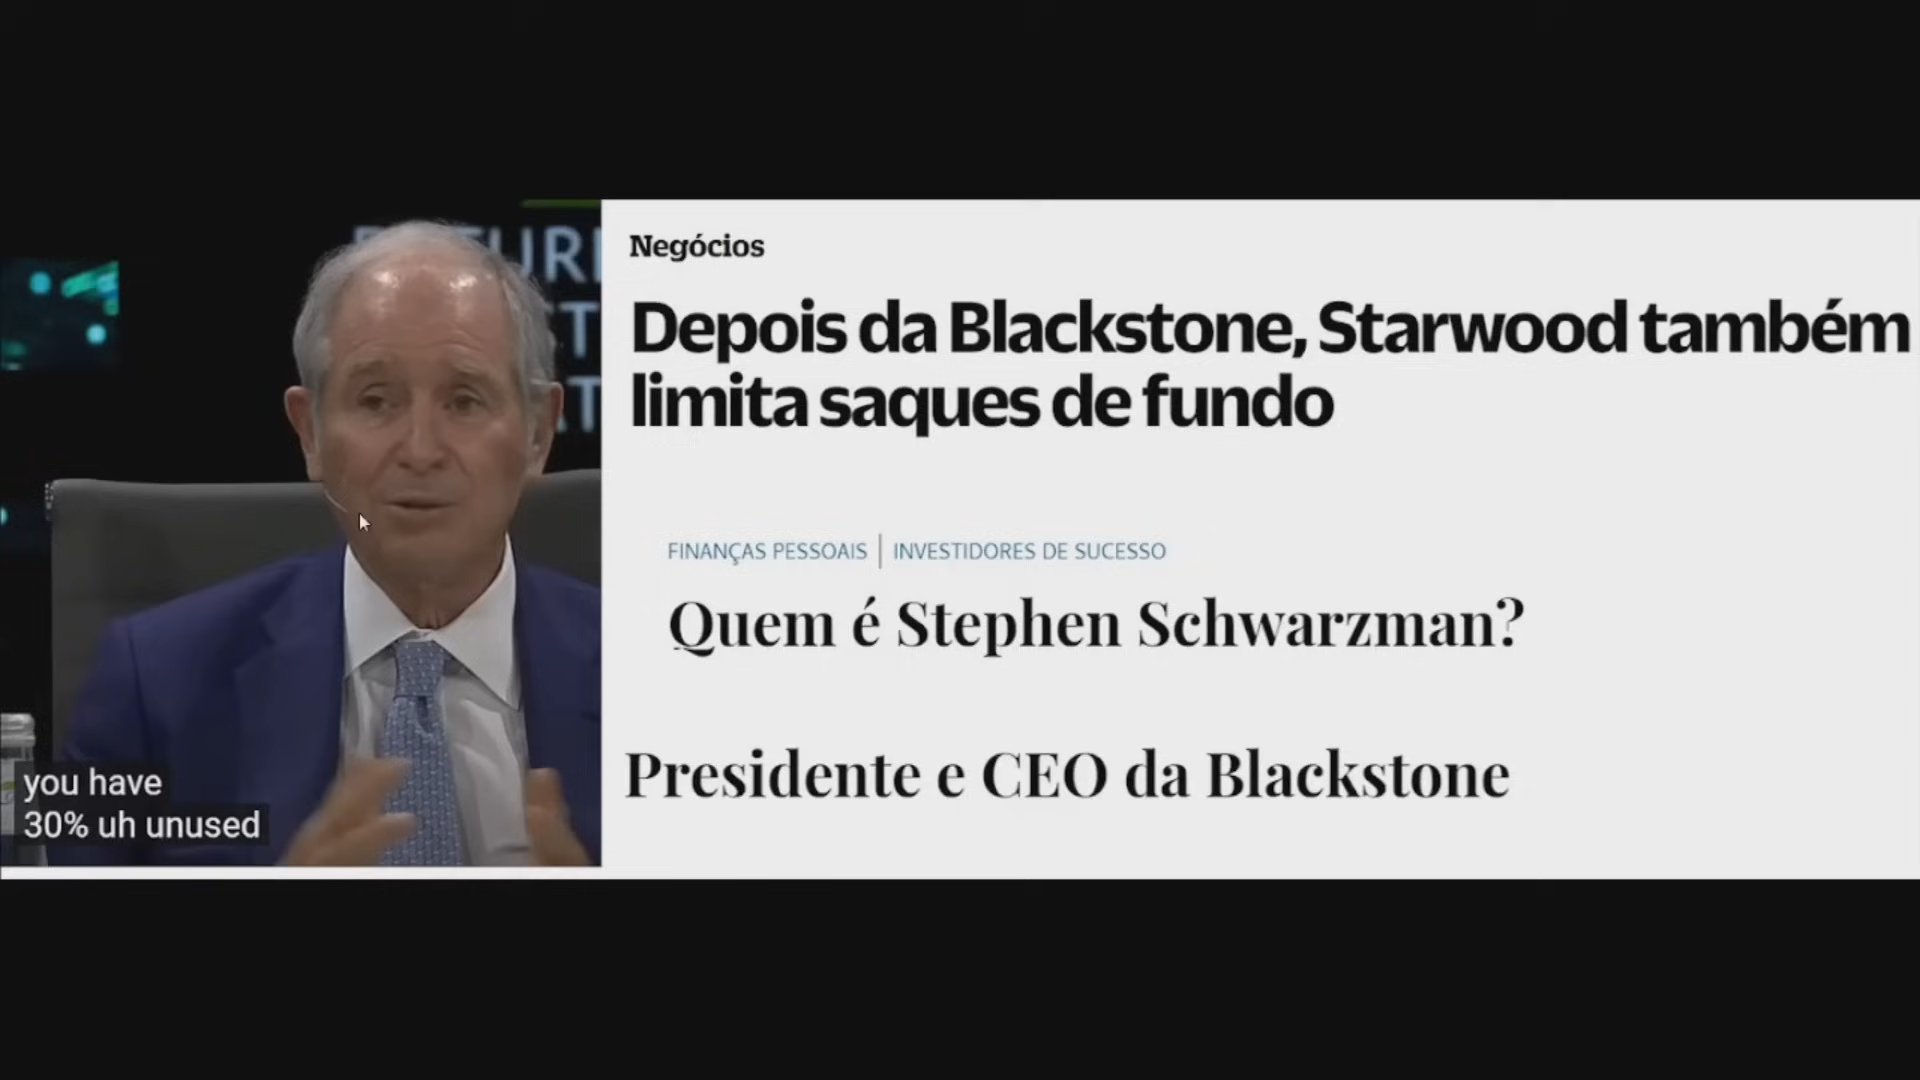 Negócios
Depois da Blackstone, Starwood também
limita saques de fundo
FINANÇAS PESSOAIS | INVESTIDORES DE SUCESSO
Quem é Stephen Schwarzman?
Presidente e CEO da Blackstone
you have
30% uh unused